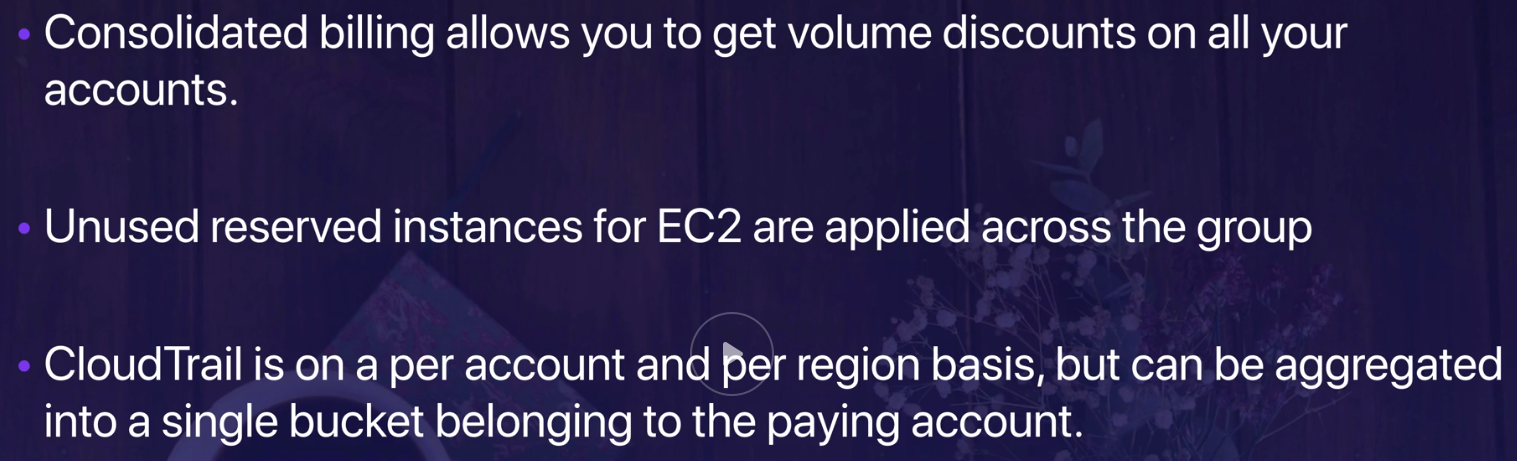 • Consolidated billing allows you to get volume discounts on all your
accounts.
• Unused reserved instances for EC2 are applied across the group
• CloudTrail is on a per account and per region basis, but can be aggregated
into a single bucket belonging to the paying account.